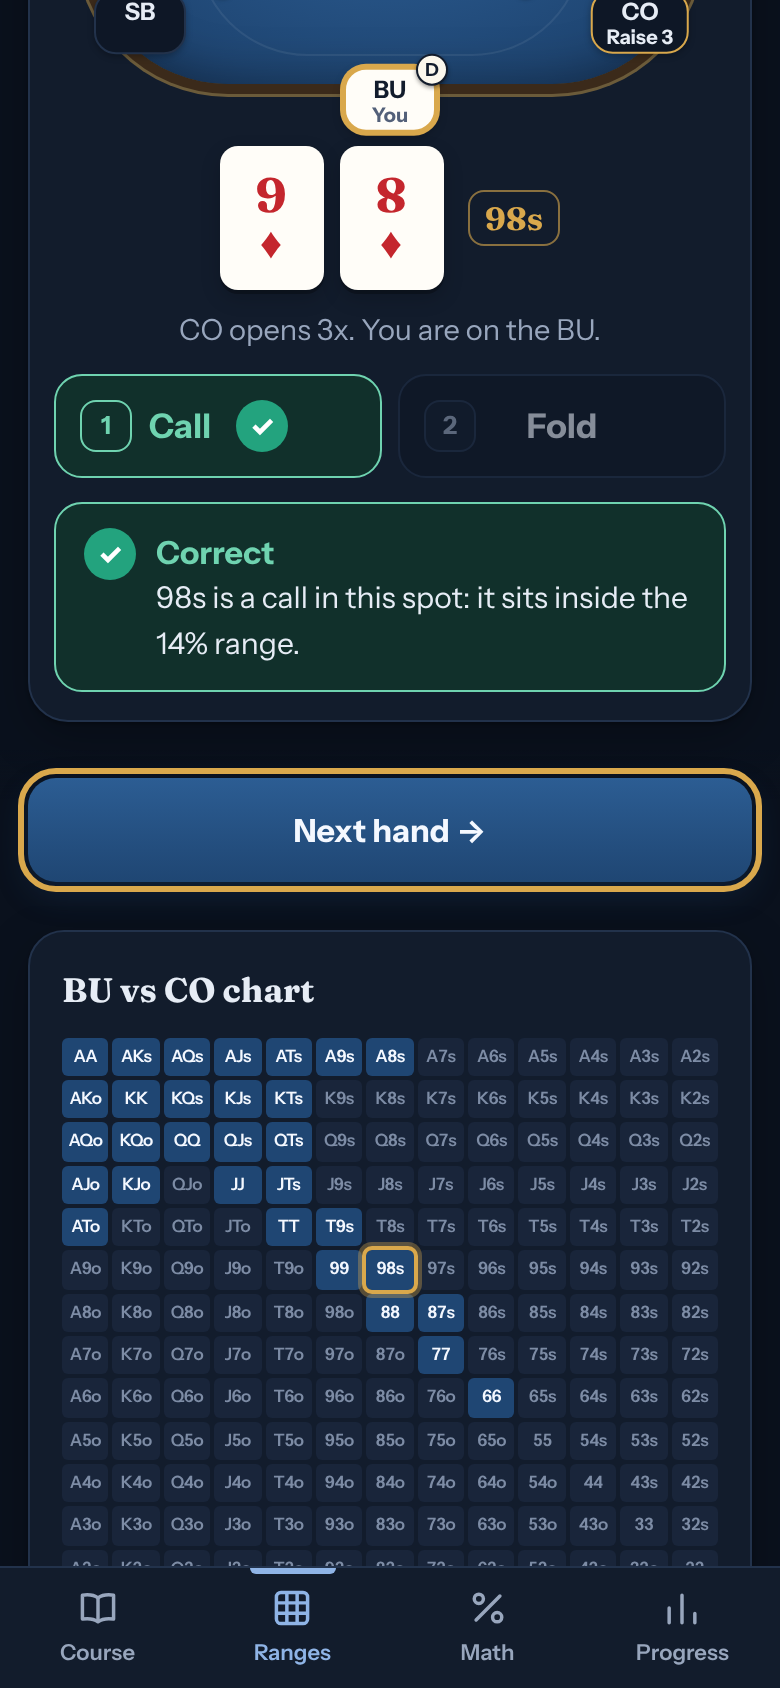 SB
CO
Raise 3
D
BU
You
9
8
98s
♦
♦
CO opens 3x. You are on the BU.
1 Call
2 Fold
Correct
98s is a call in this spot: it sits inside the
14% range.
Next hand →
BU vs CO chart
AA AKs AQs AJs ATs A9s A8s A7s A6s A5s A4s A3s A2s
AKo KK KQs KJs KTs K9s K8s K7s K6s K5s K4s K3s K2s
AQo KQo QQ QJs QTs Q9s Q8s Q7s Q6s Q5s Q4s Q3s Q2s
AJo KJo QJo JJ JTs J9s J8s J7s J6s J5s J4s J3s J2s
ATo KTo QTo JTo TT T9s T8s T7s T6s T5s T4s T3s T2s
A9o K9o Q9o J9o T9o 99 98s 97s 96s 95s 94s 93s 92s
A8o K8o Q8o J8o T8o 98o 88 87s 86s 85s 84s 83s 82s
A7o K7o Q7o J7o T7o 97o 87o 77 76s 75s 74s 73s 72s
A6o K6o Q6o J6o T6o 96o 86o 76o 66 65s 64s 63s 62s
A5o K5o Q5o J5o T5o 95o 85o 75o 65o 55 54s 53s 52s
A4o K4o Q4o J4o T4o 94o 84o 74o 64o 54o 44 43s 42s
A3o K3o Q3o J3o T3o 93o 83o 73o 63o 53o 43o 33 32s
Course
Ranges
Math
Progress